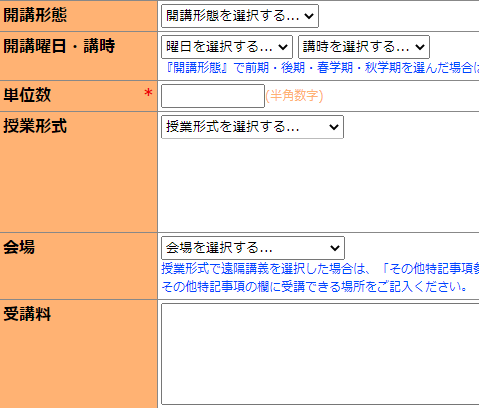 開講形態
開講形態を選択する...
開講曜日・講時
曜日を選択する...
講時を選択する...
『開講形態』で前期・後期・春学期・秋学期を選んだ場合は
単位数 *
(半角数字)
授業形式
授業形式を選択する...
会場
会場を選択する...
授業形式で遠隔講義を選択した場合は、「その他特記事項参
その他特記事項の欄に受講できる場所をご記入ください。
受講料